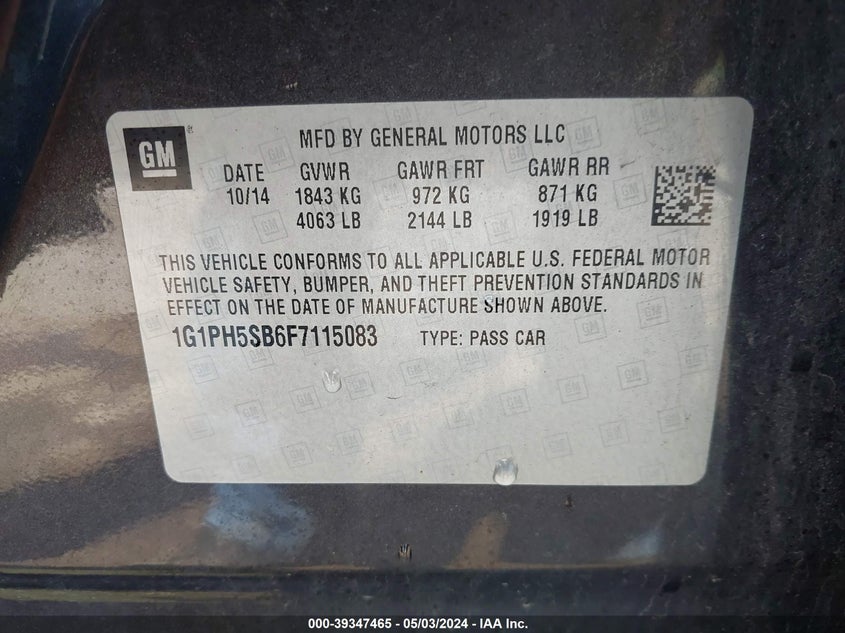 GM
MFD BY GENERAL MOTORS LLC
DATE GVWR GAWR FRT GAWR RR
10/14 1843 KG 972 KG 871 KG
4063 LB 2144 LB 1919 LB
THIS VEHICLE CONFORMS TO ALL APPLICABLE U.S. FEDERAL MOTOR
VEHICLE SAFETY, BUMPER, AND THEFT PREVENTION STANDARDS IN
EFFECT ON THE DATE OF MANUFACTURE SHOWN ABOVE.
1G1PH5SB6F7115083 TYPE: PASS CAR
000-39347465 - 05/03/2024 - IAA Inc.